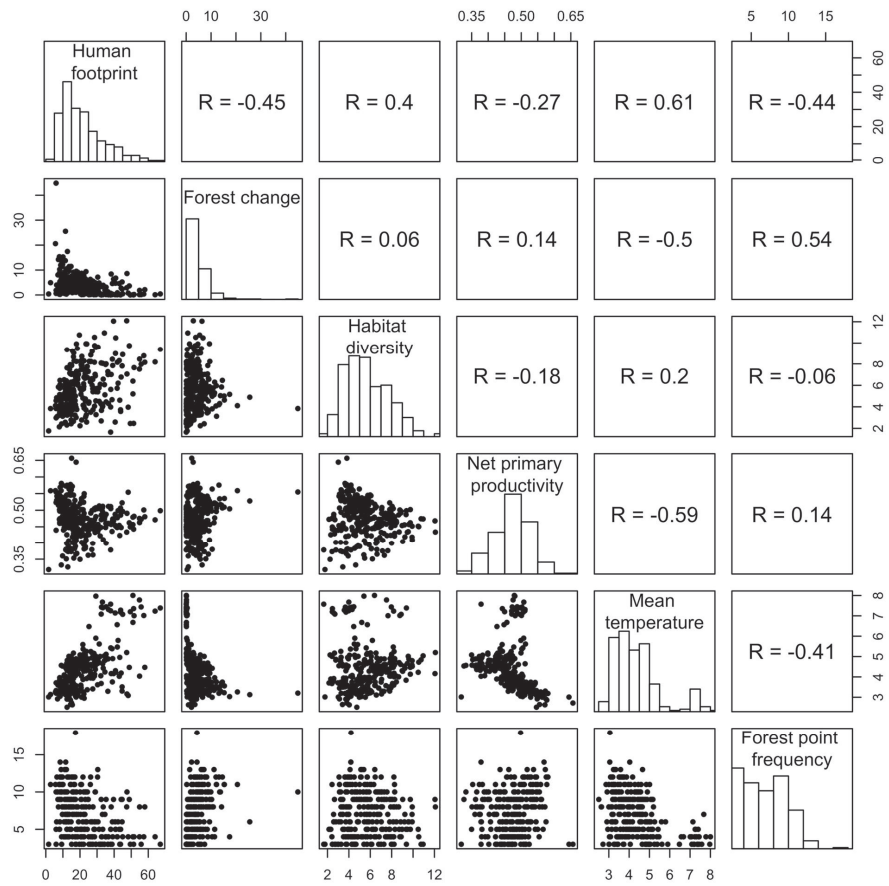 0 10 30
0.35 0.50 0.65
5 10 15
Human
footprint
R = -0.45
R = 0.4
R = -0.27
R = 0.61
R = -0.44
0 20 40 60
0 10 30
Forest change
R = 0.06
R = 0.14
R = -0.5
R = 0.54
Habitat
diversity
R = -0.18
R = 0.2
R = -0.06
2 4 6 8 12
0.35 0.50 0.65
Net primary
productivity
R = -0.59
R = 0.14
Mean
temperature
R = -0.41
3 4 5 6 7 8
5 10 15
Forest point
frequency
0 20 40 60
2 4 6 8 12
3 4 5 6 7 8